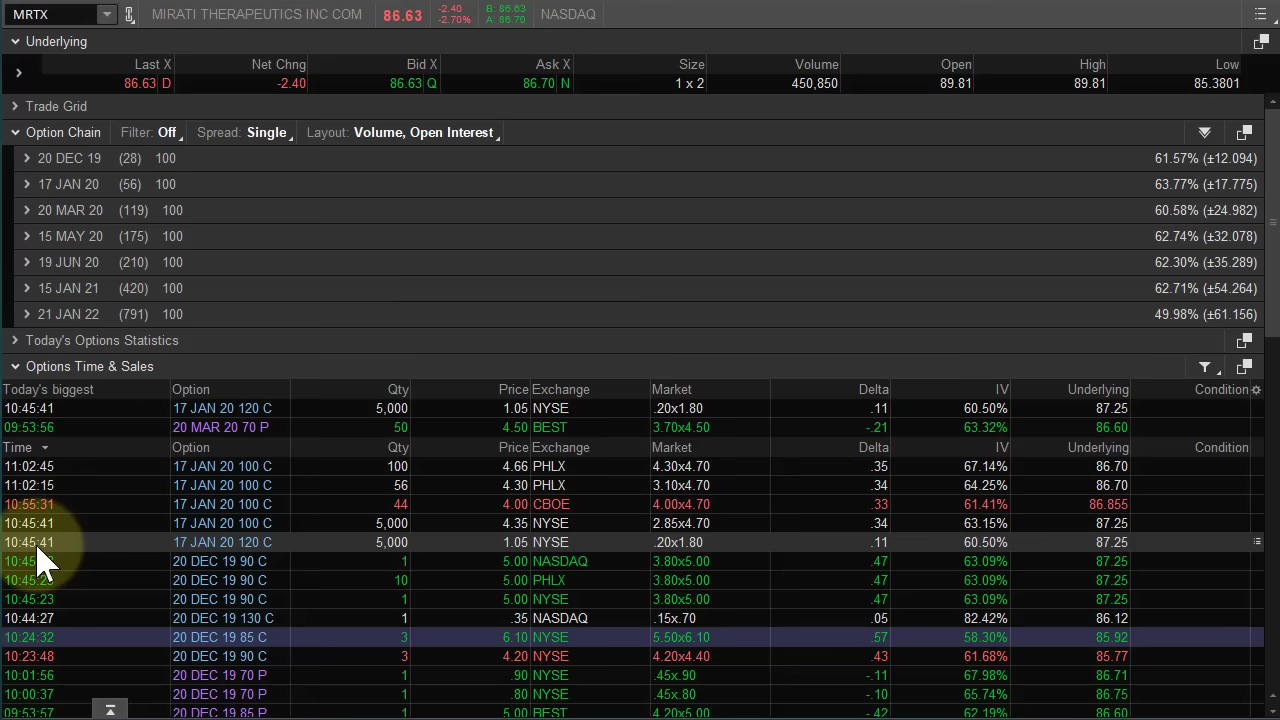 MRTX MIRATI THERAPEUTICS INC COM 86.63 -2.40 -2.70% B: 86.63 A: 86.70 NASDAQ
Underlying
Last X Net Chng Bid X Ask X Size Volume Open High Low
86.63 D -2.40 86.63 Q 86.70 N 1 x 2 450,850 89.81 89.81 85.3801
Trade Grid
Option Chain Filter: Off Spread: Single Layout: Volume, Open Interest
20 DEC 19 (28) 100 61.57% (±12.094)
17 JAN 20 (56) 100 63.77% (±17.775)
20 MAR 20 (119) 100 60.58% (±24.982)
15 MAY 20 (175) 100 62.74% (±32.078)
19 JUN 20 (210) 100 62.30% (±35.289)
15 JAN 21 (420) 100 62.71% (±54.264)
21 JAN 22 (791) 100 49.98% (±61.156)
Today's Options Statistics
Options Time & Sales
Today's biggest Option Qty Price Exchange Market Delta IV Underlying Condition
10:45:41 17 JAN 20 120 C 5,000 1.05 NYSE .20x1.80 .11 60.50% 87.25
09:53:56 20 MAR 20 70 P 50 4.50 BEST 3.70x4.50 -.21 63.32% 86.60
Time Option Qty Price Exchange Market Delta IV Underlying Condition
11:02:45 17 JAN 20 100 C 100 4.66 PHLX 4.30x4.70 .35 67.14% 86.70
11:02:15 17 JAN 20 100 C 56 4.30 PHLX 3.10x4.70 .34 64.25% 86.70
10:55:31 17 JAN 20 100 C 44 4.00 CBOE 4.00x4.70 .33 61.41% 86.855
10:45:41 17 JAN 20 100 C 5,000 4.35 NYSE 2.85x4.70 .34 63.15% 87.25
10:45:41 17 JAN 20 120 C 5,000 1.05 NYSE .20x1.80 .11 60.50% 87.25
20 DEC 19 90 C 1 5.00 NASDAQ 3.80x5.00 .47 63.09% 87.25
20 DEC 19 90 C 10 5.00 PHLX 3.80x5.00 .47 63.09% 87.25
10:45:23 20 DEC 19 90 C 1 5.00 NYSE 3.80x5.00 .47 63.09% 87.25
10:44:27 20 DEC 19 130 C 1 .35 NASDAQ .15x.70 .05 82.42% 86.12
10:24:32 20 DEC 19 85 C 3 6.10 NYSE 5.50x6.10 .57 58.30% 85.92
10:23:48 20 DEC 19 90 C 3 4.20 NYSE 4.20x4.40 .43 61.68% 85.77
10:01:56 20 DEC 19 70 P 1 .90 NYSE .45x.90 -.11 67.98% 86.71
10:00:37 20 DEC 19 70 P 1 .80 NYSE .45x.80 -.10 65.74% 86.75
09:53:57 20 DEC 19 85 P 1 5.00 BEST 4.20x5.00 -.42 62.19% 86.60